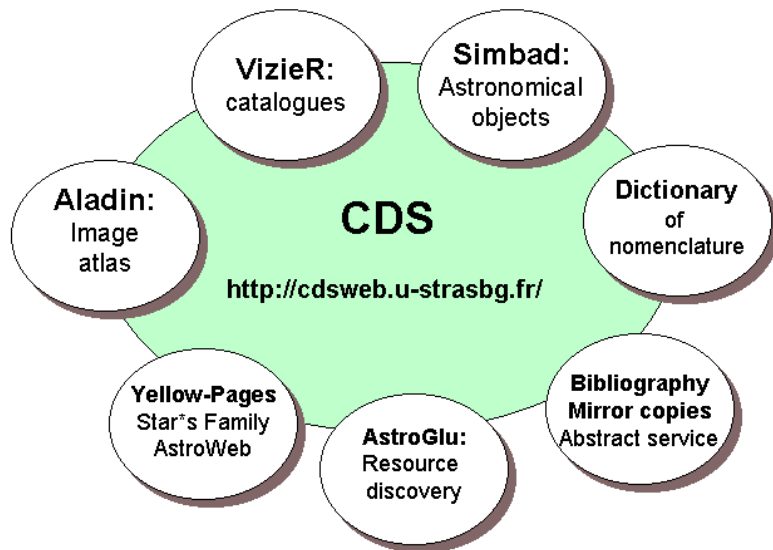 VizieR:
catalogues
Simbad:
Astronomical
objects
Aladin:
Image
atlas
CDS
http://cdsweb.u-strasbg.fr/
Dictionary
of
nomenclature
Yellow-Pages
Star*s Family
AstroWeb
AstroGlu:
Resource
discovery
Bibliography
Mirror copies
Abstract service